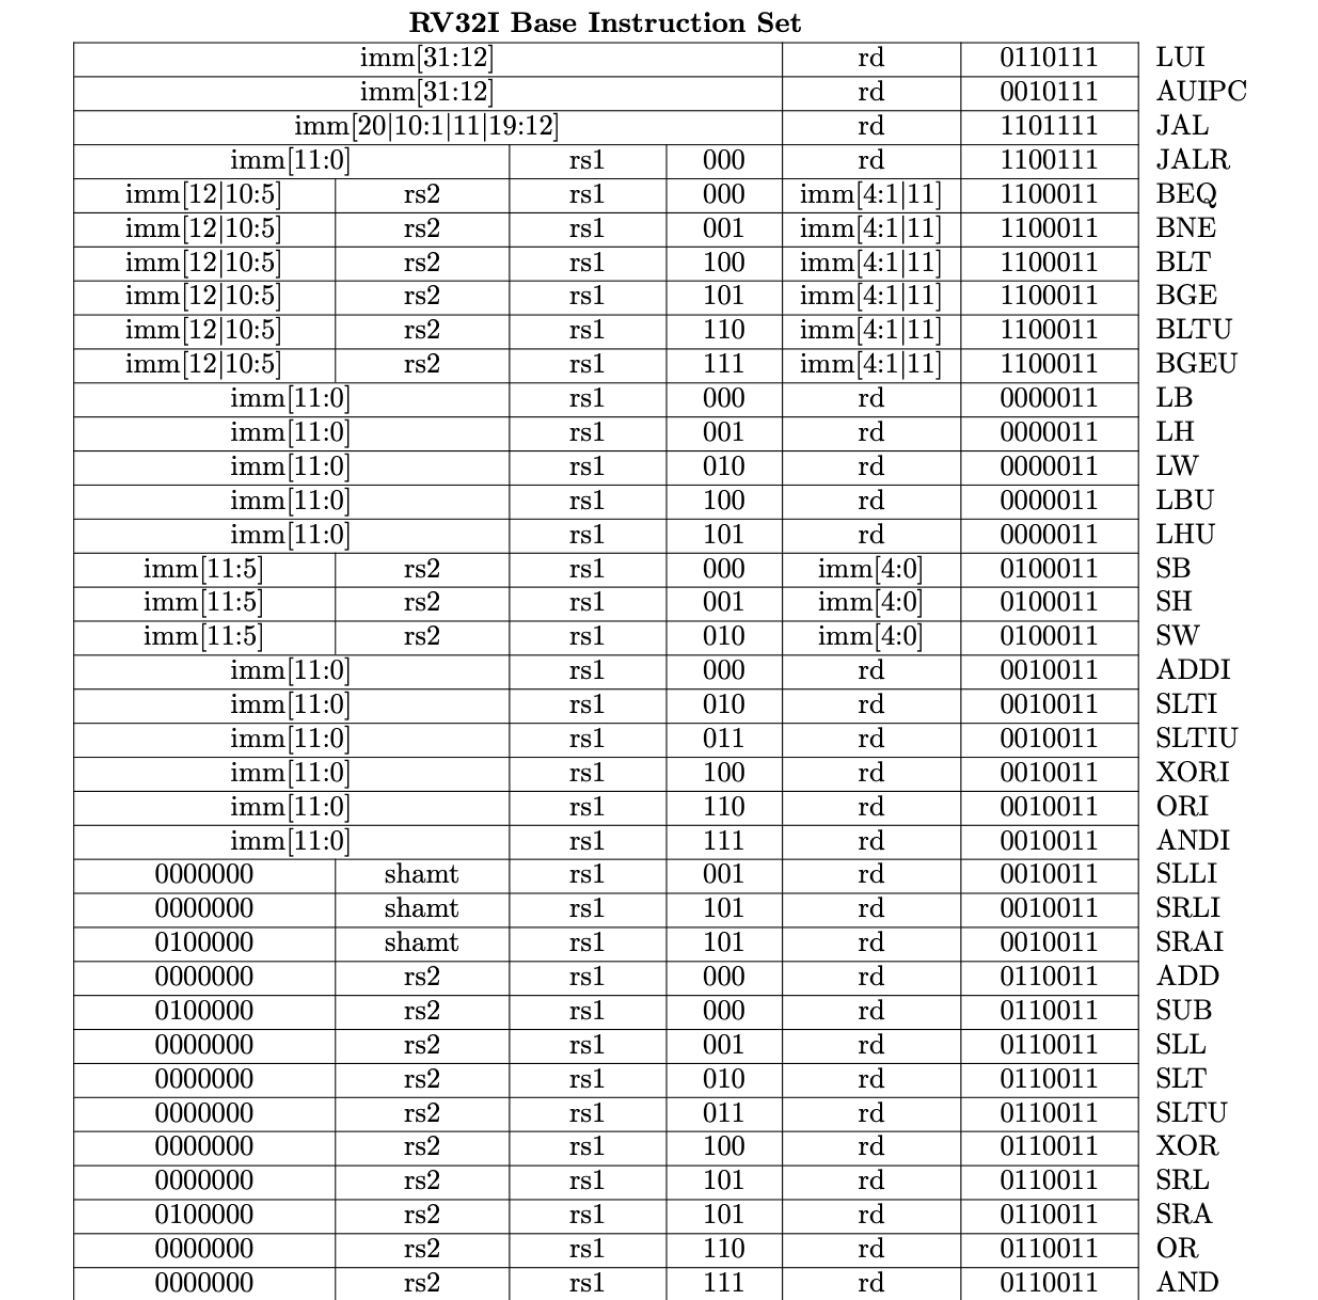 RV32I Base Instruction Set
imm[31:12] rd 0110111 LUI
imm[31:12] rd 0010111 AUIPC
imm[20|10:1|11|19:12] rd 1101111 JAL
imm[11:0] rs1 000 rd 1100111 JALR
imm[12|10:5] rs2 rs1 000 imm[4:1|11] 1100011 BEQ
imm[12|10:5] rs2 rs1 001 imm[4:1|11] 1100011 BNE
imm[12|10:5] rs2 rs1 100 imm[4:1|11] 1100011 BLT
imm[12|10:5] rs2 rs1 101 imm[4:1|11] 1100011 BGE
imm[12|10:5] rs2 rs1 110 imm[4:1|11] 1100011 BLTU
imm[12|10:5] rs2 rs1 111 imm[4:1|11] 1100011 BGEU
imm[11:0] rs1 000 rd 0000011 LB
imm[11:0] rs1 001 rd 0000011 LH
imm[11:0] rs1 010 rd 0000011 LW
imm[11:0] rs1 100 rd 0000011 LBU
imm[11:0] rs1 101 rd 0000011 LHU
imm[11:5] rs2 rs1 000 imm[4:0] 0100011 SB
imm[11:5] rs2 rs1 001 imm[4:0] 0100011 SH
imm[11:5] rs2 rs1 010 imm[4:0] 0100011 SW
imm[11:0] rs1 000 rd 0010011 ADDI
imm[11:0] rs1 010 rd 0010011 SLTI
imm[11:0] rs1 011 rd 0010011 SLTIU
imm[11:0] rs1 100 rd 0010011 XORI
imm[11:0] rs1 110 rd 0010011 ORI
imm[11:0] rs1 111 rd 0010011 ANDI
0000000 shamt rs1 001 rd 0010011 SLLI
0000000 shamt rs1 101 rd 0010011 SRLI
0100000 shamt rs1 101 rd 0010011 SRAI
0000000 rs2 rs1 000 rd 0110011 ADD
0100000 rs2 rs1 000 rd 0110011 SUB
0000000 rs2 rs1 001 rd 0110011 SLL
0000000 rs2 rs1 010 rd 0110011 SLT
0000000 rs2 rs1 011 rd 0110011 SLTU
0000000 rs2 rs1 100 rd 0110011 XOR
0000000 rs2 rs1 101 rd 0110011 SRL
0100000 rs2 rs1 101 rd 0110011 SRA
0000000 rs2 rs1 110 rd 0110011 OR
0000000 rs2 rs1 111 rd 0110011 AND